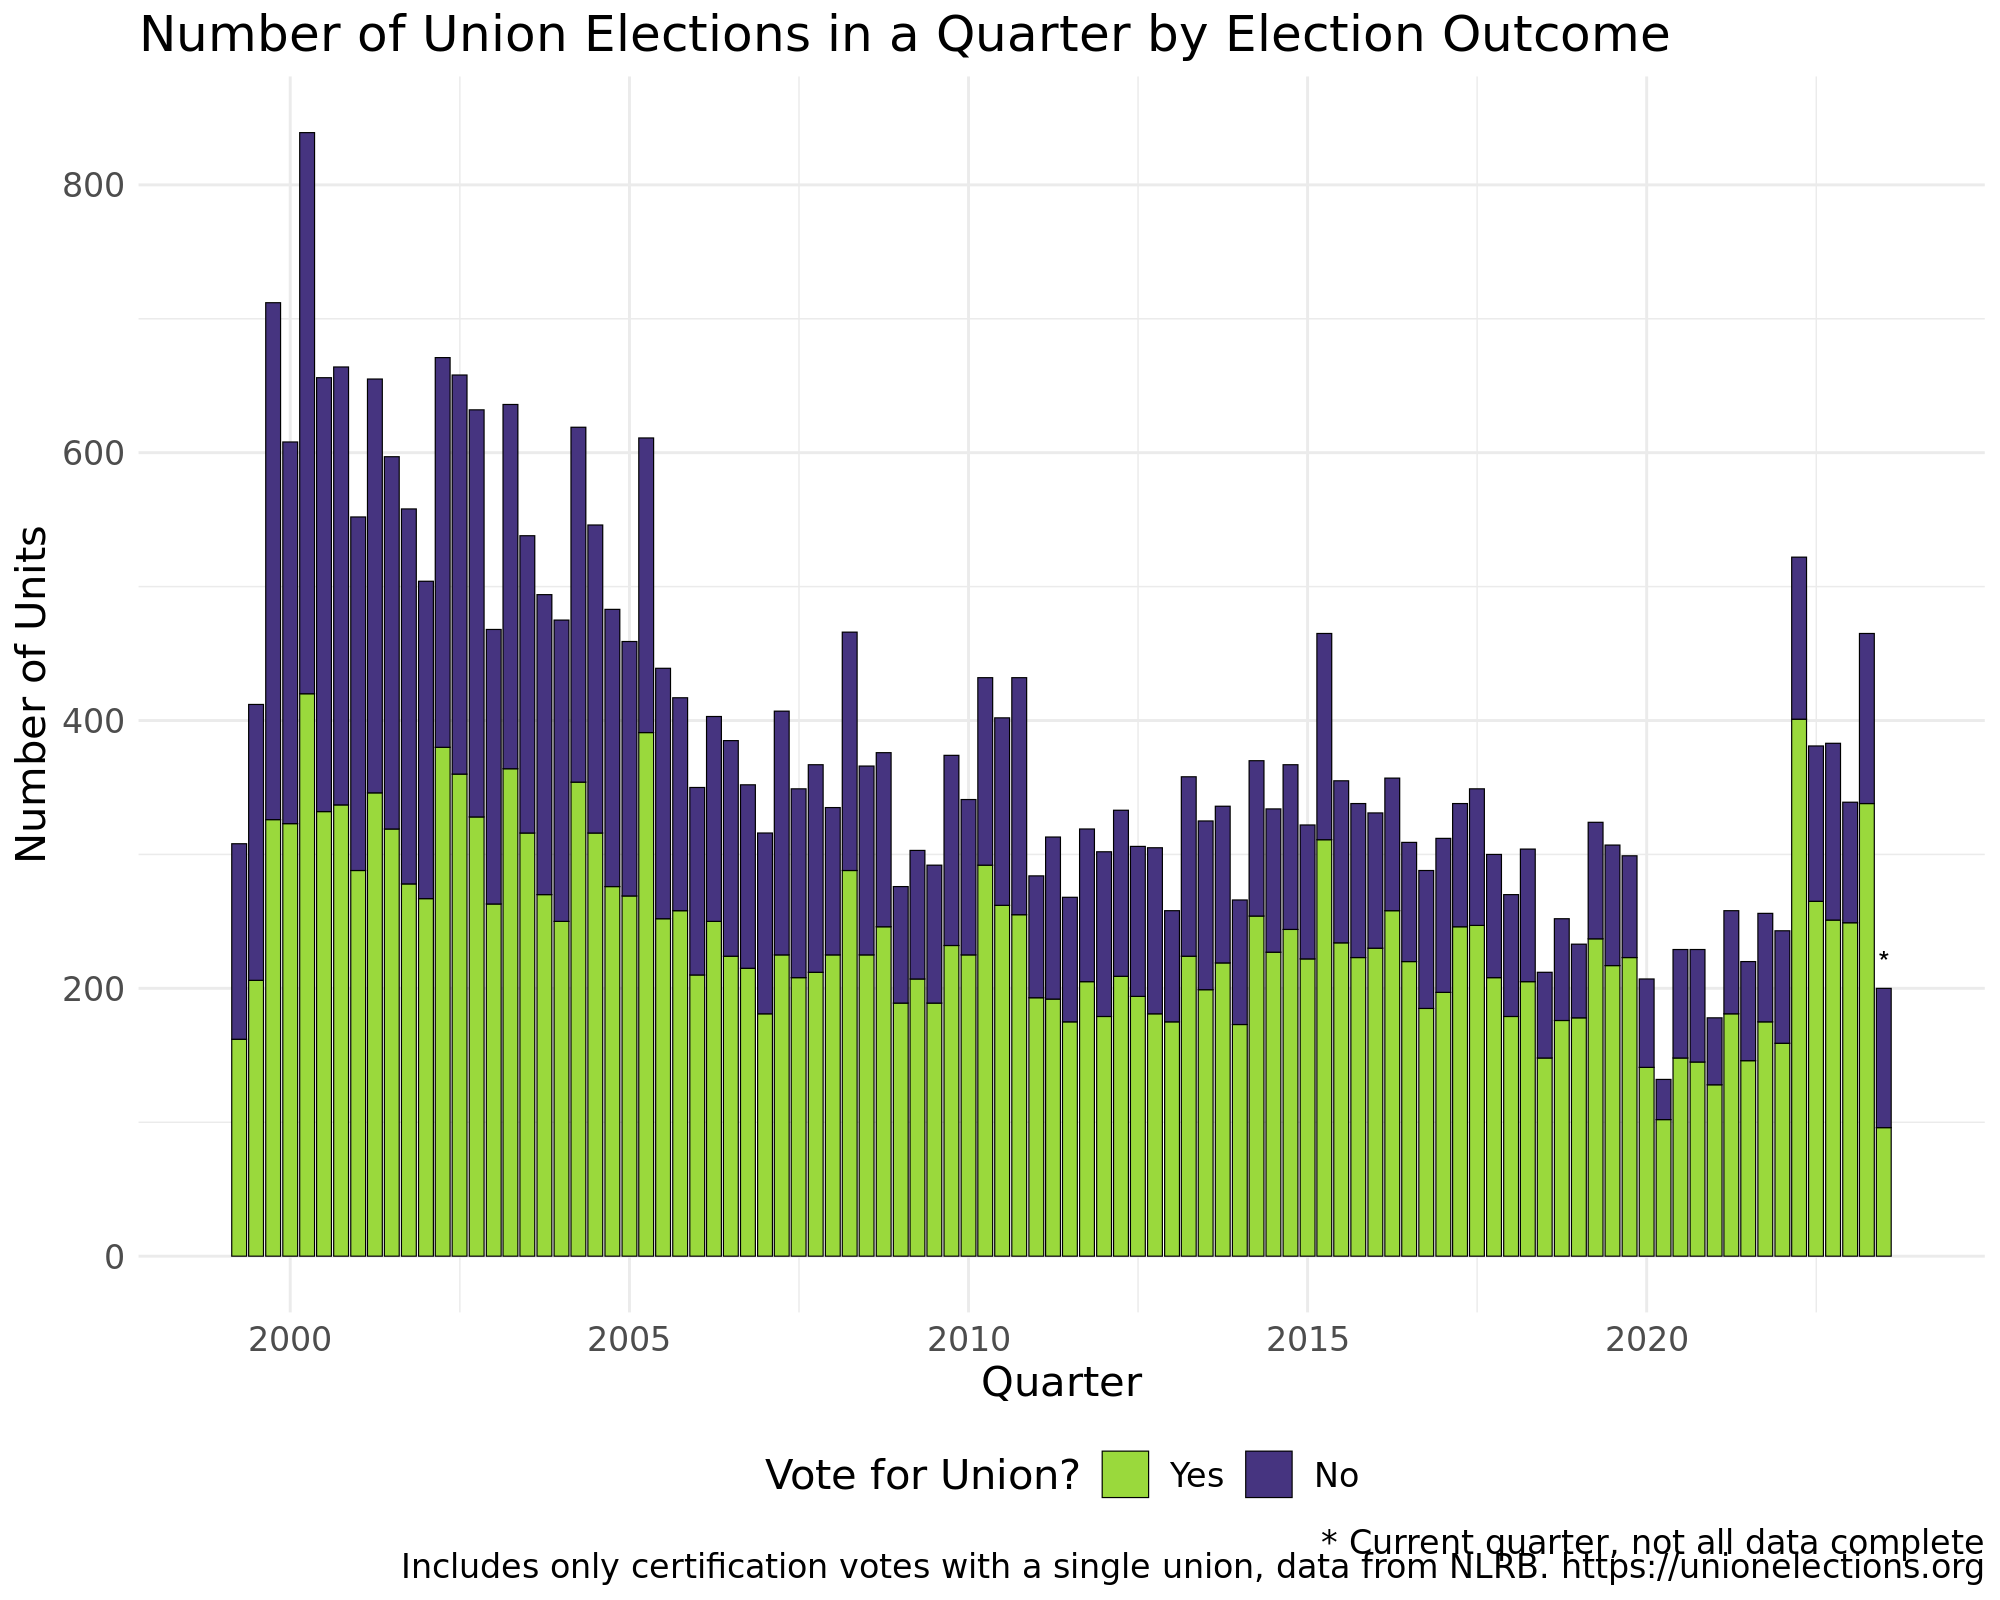 Number of Union Elections in a Quarter by Election Outcome
Number of Units
800
600
400
200
0
*
2000 2005 2010 2015 2020
Quarter
Vote for Union? Yes No
* Current quarter, not all data complete
Includes only certification votes with a single union, data from NLRB. https://unionelections.org